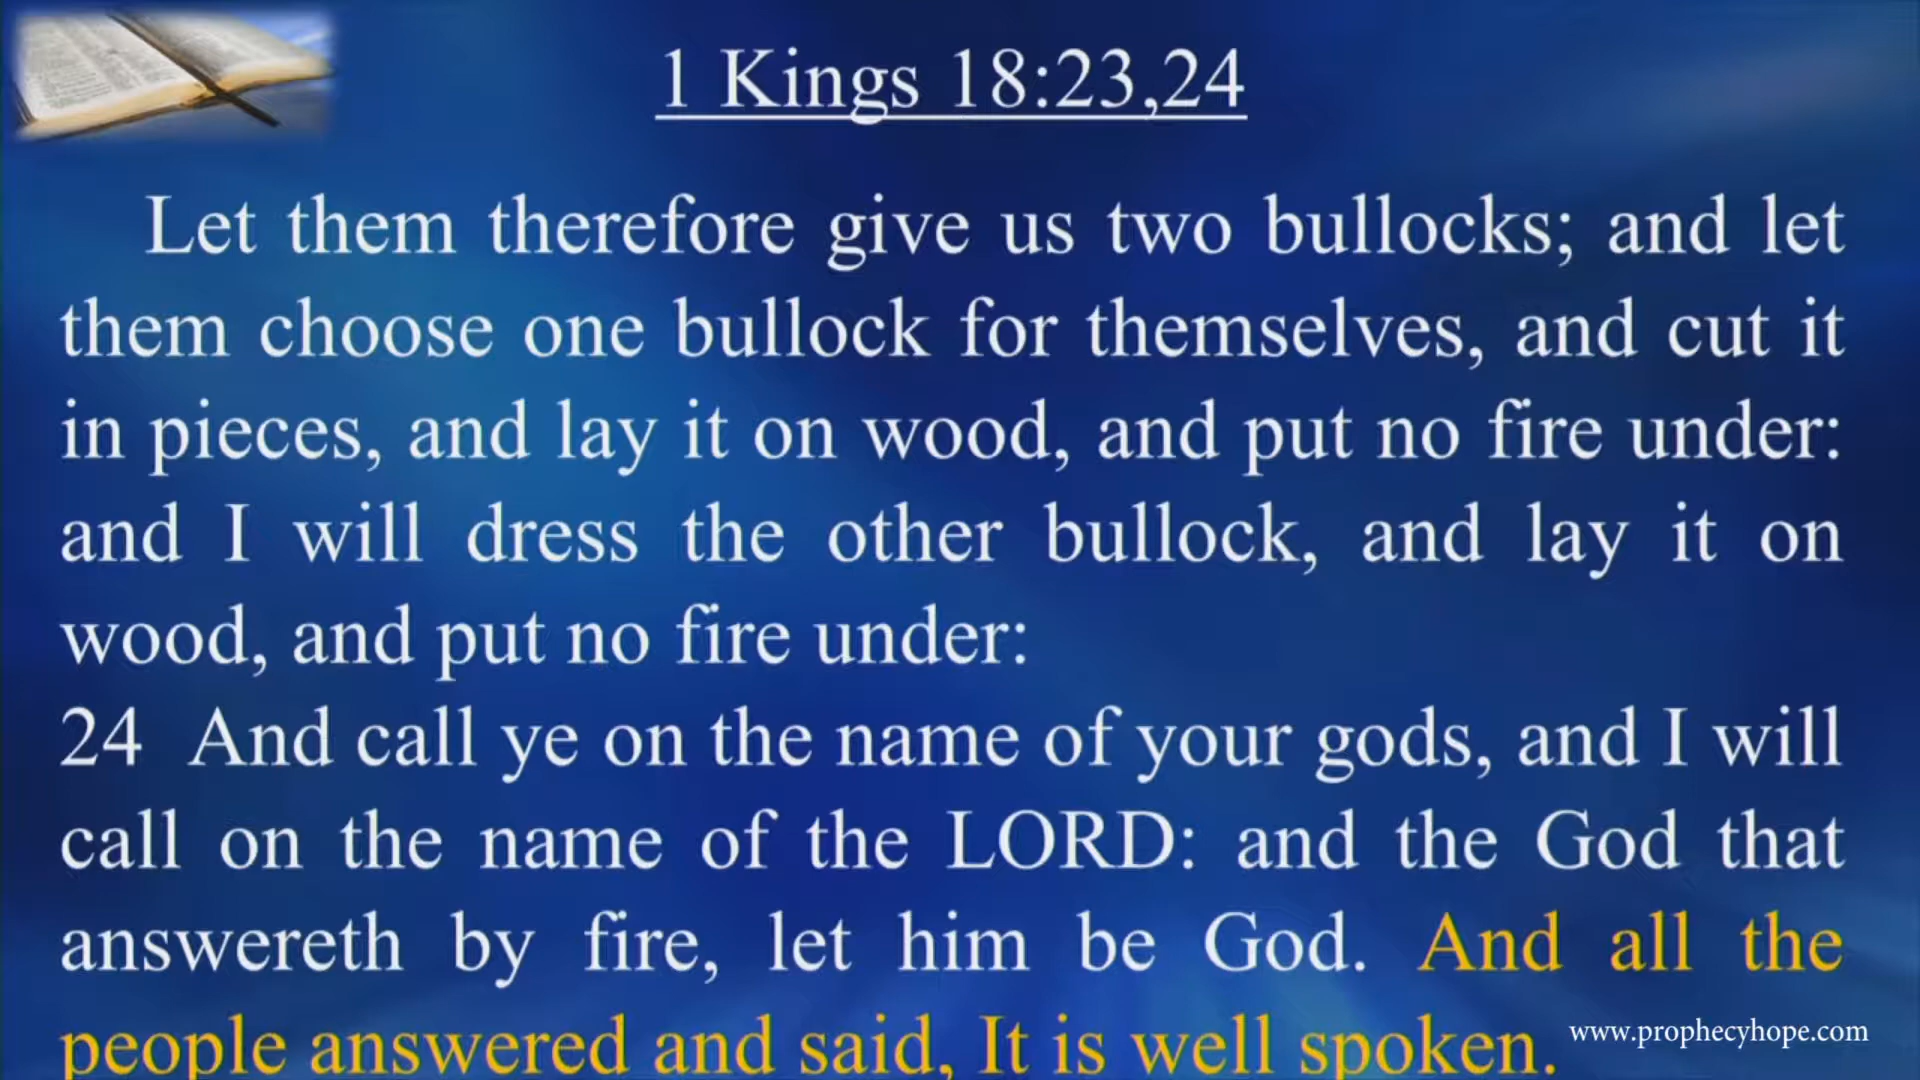 1 Kings 18:23,24
Let them therefore give us two bullocks; and let
them choose one bullock for themselves, and cut it
in pieces, and lay it on wood, and put no fire under:
and I will dress the other bullock, and lay it on
wood, and put no fire under:
24 And call ye on the name of your gods, and I will
call on the name of the LORD: and the God that
answereth by fire, let him be God. And all the
people answered and said, It is well spoken.
www.prophecyhope.com